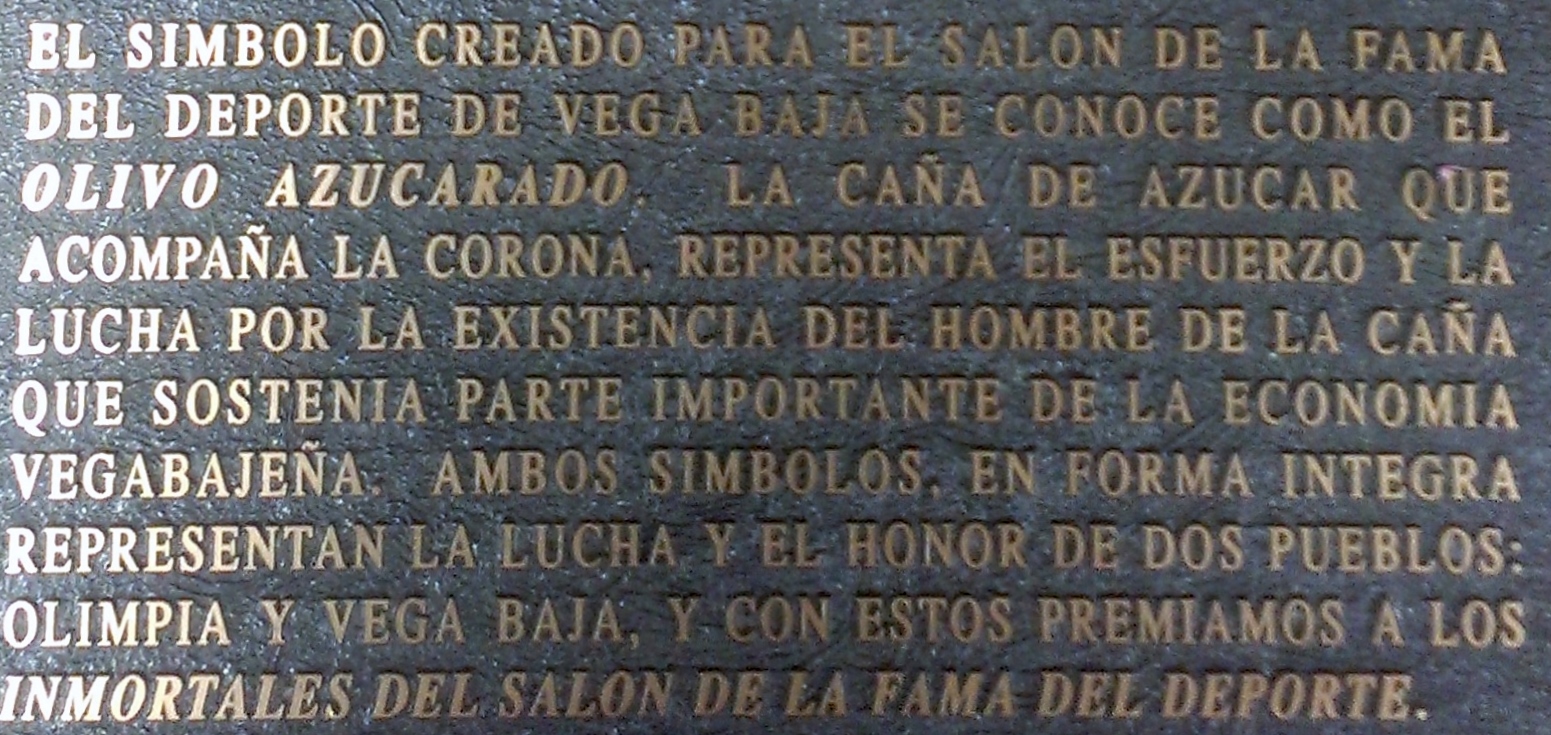 EL SIMBOLO CREADO PARA EL SALON DE LA FAMA
DEL DEPORTE DE VEGA BAJA SE CONOCE COMO EL
OLIVO AZUCARADO. LA CAÑA DE AZUCAR QUE
ACOMPAÑA LA CORONA, REPRESENTA EL ESFUERZO Y LA
LUCHA POR LA EXISTENCIA DEL HOMBRE DE LA CAÑA
QUE SOSTENIA PARTE IMPORTANTE DE LA ECONOMIA
VEGABAJEÑA. AMBOS SIMBOLOS, EN FORMA INTEGRA
REPRESENTAN LA LUCHA Y EL HONOR DE DOS PUEBLOS:
OLIMPIA Y VEGA BAJA, Y CON ESTOS PREMIAMOS A LOS
INMORTALES DEL SALON DE LA FAMA DEL DEPORTE.